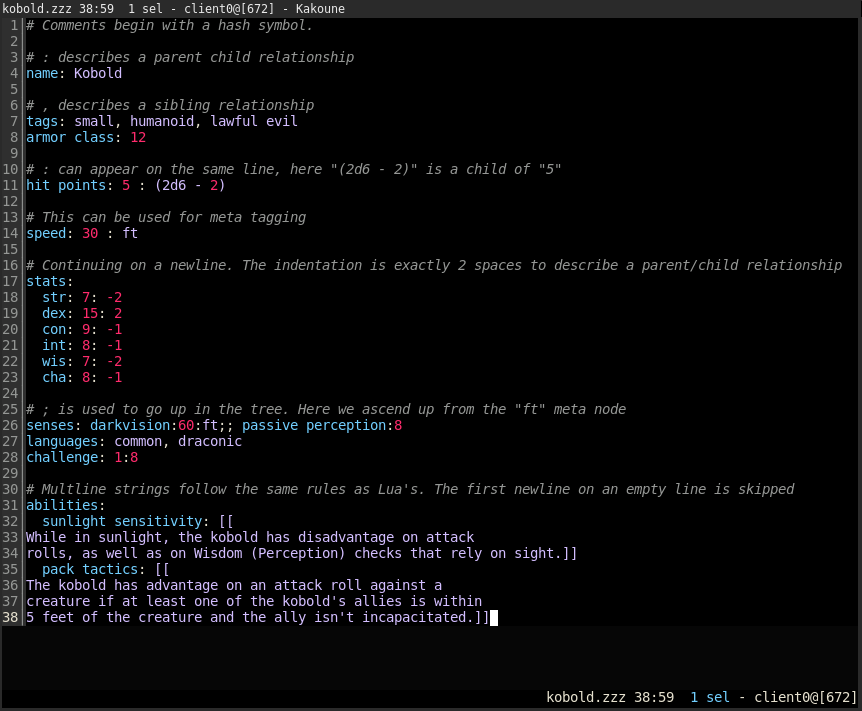 kobold.zzz 38:59  1 sel - client0@[672] - Kakoune
1 # Comments begin with a hash symbol.
2
3 # : describes a parent child relationship
4 name: Kobold
5
6 # , describes a sibling relationship
7 tags: small, humanoid, lawful evil
8 armor class: 12
9
10 # : can appear on the same line, here "(2d6 - 2)" is a child of "5"
11 hit points: 5 : (2d6 - 2)
12
13 # This can be used for meta tagging
14 speed: 30 : ft
15
16 # Continuing on a newline. The indentation is exactly 2 spaces to describe a parent/child relationship
17 stats:
18   str: 7: -2
19   dex: 15: 2
20   con: 9: -1
21   int: 8: -1
22   wis: 7: -2
23   cha: 8: -1
24
25 # ; is used to go up in the tree. Here we ascend up from the "ft" meta node
26 senses: darkvision:60:ft;; passive perception:8
27 languages: common, draconic
28 challenge: 1:8
29
30 # Multline strings follow the same rules as Lua's. The first newline on an empty line is skipped
31 abilities:
32   sunlight sensitivity: [[
33 While in sunlight, the kobold has disadvantage on attack
34 rolls, as well as on Wisdom (Perception) checks that rely on sight.]]
35   pack tactics: [[
36 The kobold has advantage on an attack roll against a
37 creature if at least one of the kobold's allies is within
38 5 feet of the creature and the ally isn't incapacitated.]]
kobold.zzz 38:59  1 sel - client0@[672]